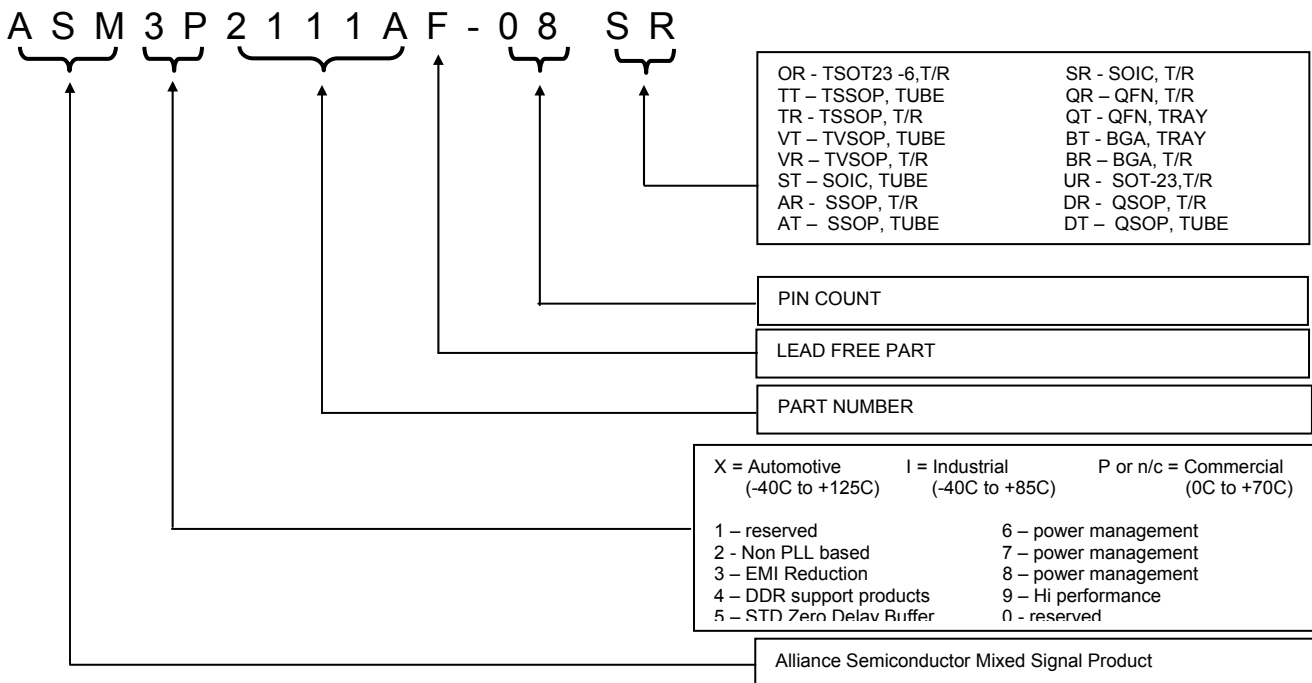 A S M 3 P 2 1 1 1 A F - 0 8 S R
OR - TSOT23 -6,T/R SR - SOIC, T/R
TT – TSSOP, TUBE QR – QFN, T/R
TR - TSSOP, T/R QT - QFN, TRAY
VT – TVSOP, TUBE BT - BGA, TRAY
VR – TVSOP, T/R BR – BGA, T/R
ST – SOIC, TUBE UR - SOT-23,T/R
AR - SSOP, T/R DR - QSOP, T/R
AT – SSOP, TUBE DT – QSOP, TUBE
PIN COUNT
LEAD FREE PART
PART NUMBER
X = Automotive I = Industrial P or n/c = Commercial
(-40C to +125C) (-40C to +85C) (0C to +70C)
1 – reserved 6 – power management
2 - Non PLL based 7 – power management
3 – EMI Reduction 8 – power management
4 – DDR support products 9 – Hi performance
5 – STD Zero Delay Buffer 0 - reserved
Alliance Semiconductor Mixed Signal Product